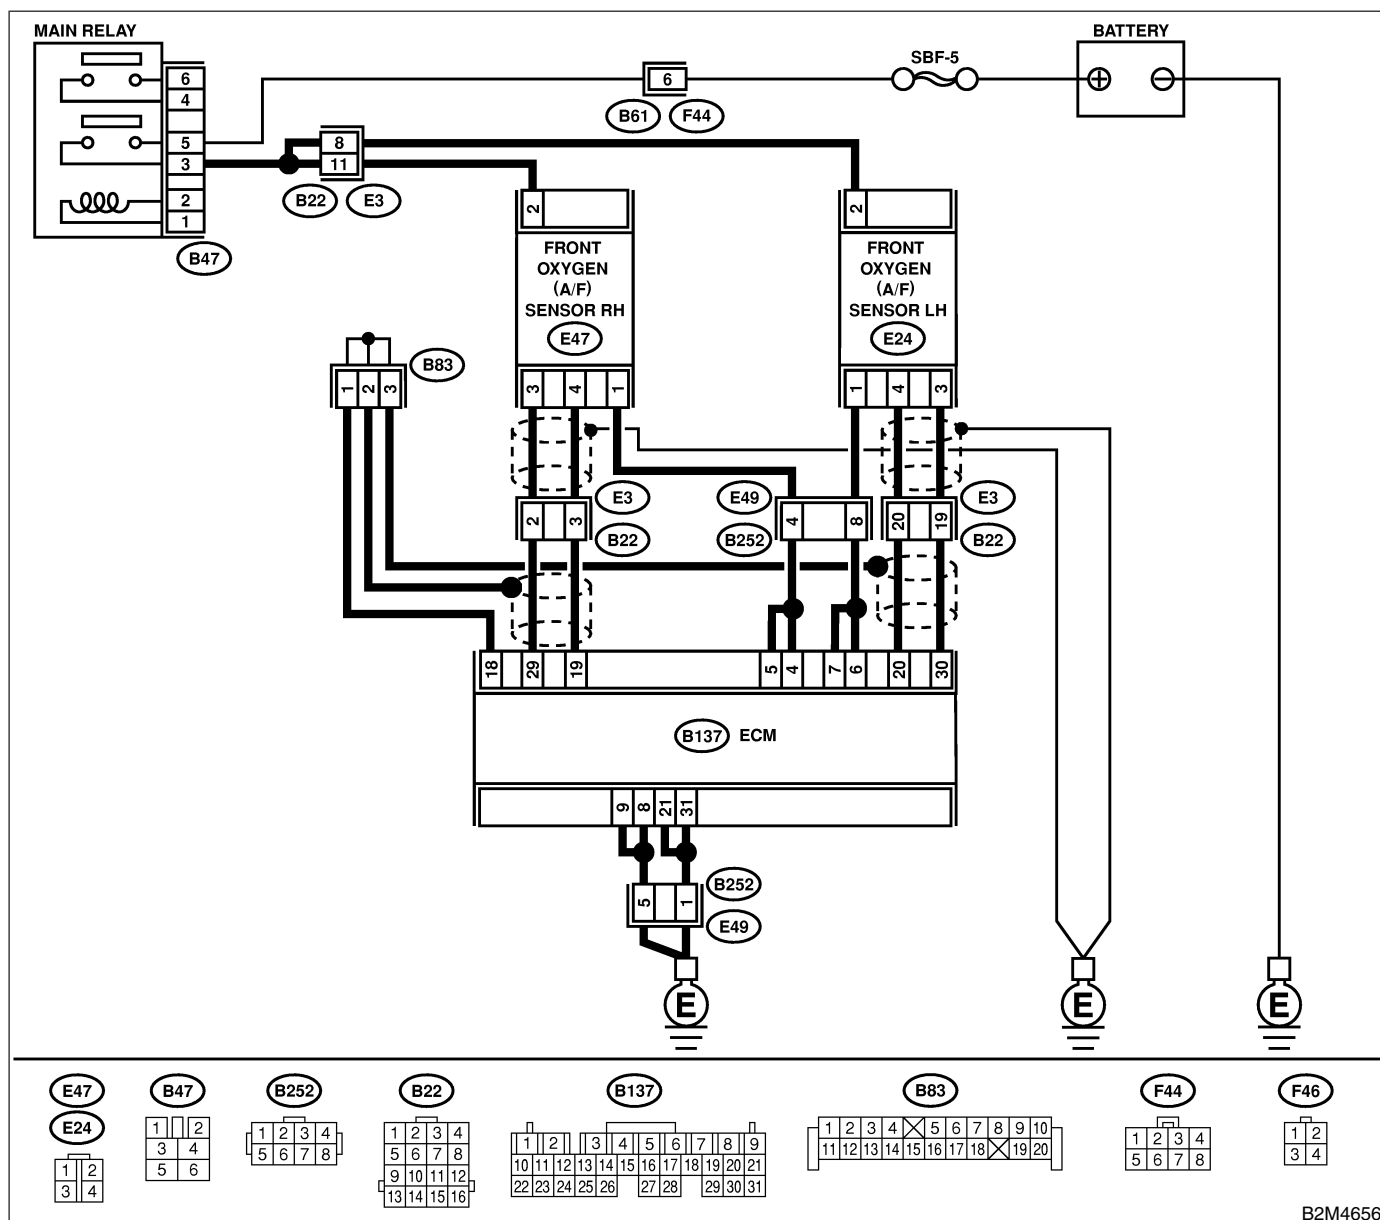 MAIN RELAY
BATTERY
SBF-5
6
4
5
3
2
1
6
B61 F44
8
11
B22 E3
B47
2
2
FRONT
OXYGEN
(A/F)
SENSOR RH
E47
FRONT
OXYGEN
(A/F)
SENSOR LH
E24
B83
1 2 3
3 4 1
1 4 3
E3
B22
2 3
E49
B252
4 8
20 19
E3
B22
18 29 19 5 4 7 6 20 30
B137 ECM
9 8 21 31
B252
E49
5 1
E
E
E
E47
E24
1 2
3 4
B47
1 2
3 4
5 6
B252
1 2 3 4
5 6 7 8
B22
1 2 3 4
5 6 7 8
9 10 11 12
13 14 15 16
B137
1 2 3 4 5 6 7 8 9
10 11 12 13 14 15 16 17 18 19 20 21
22 23 24 25 26 27 28 29 30 31
B83
1 2 3 4 5 6 7 8 9 10
11 12 13 14 15 16 17 18 19 20
F44
1 2 3 4
5 6 7 8
F46
1 2
3 4
B2M4656